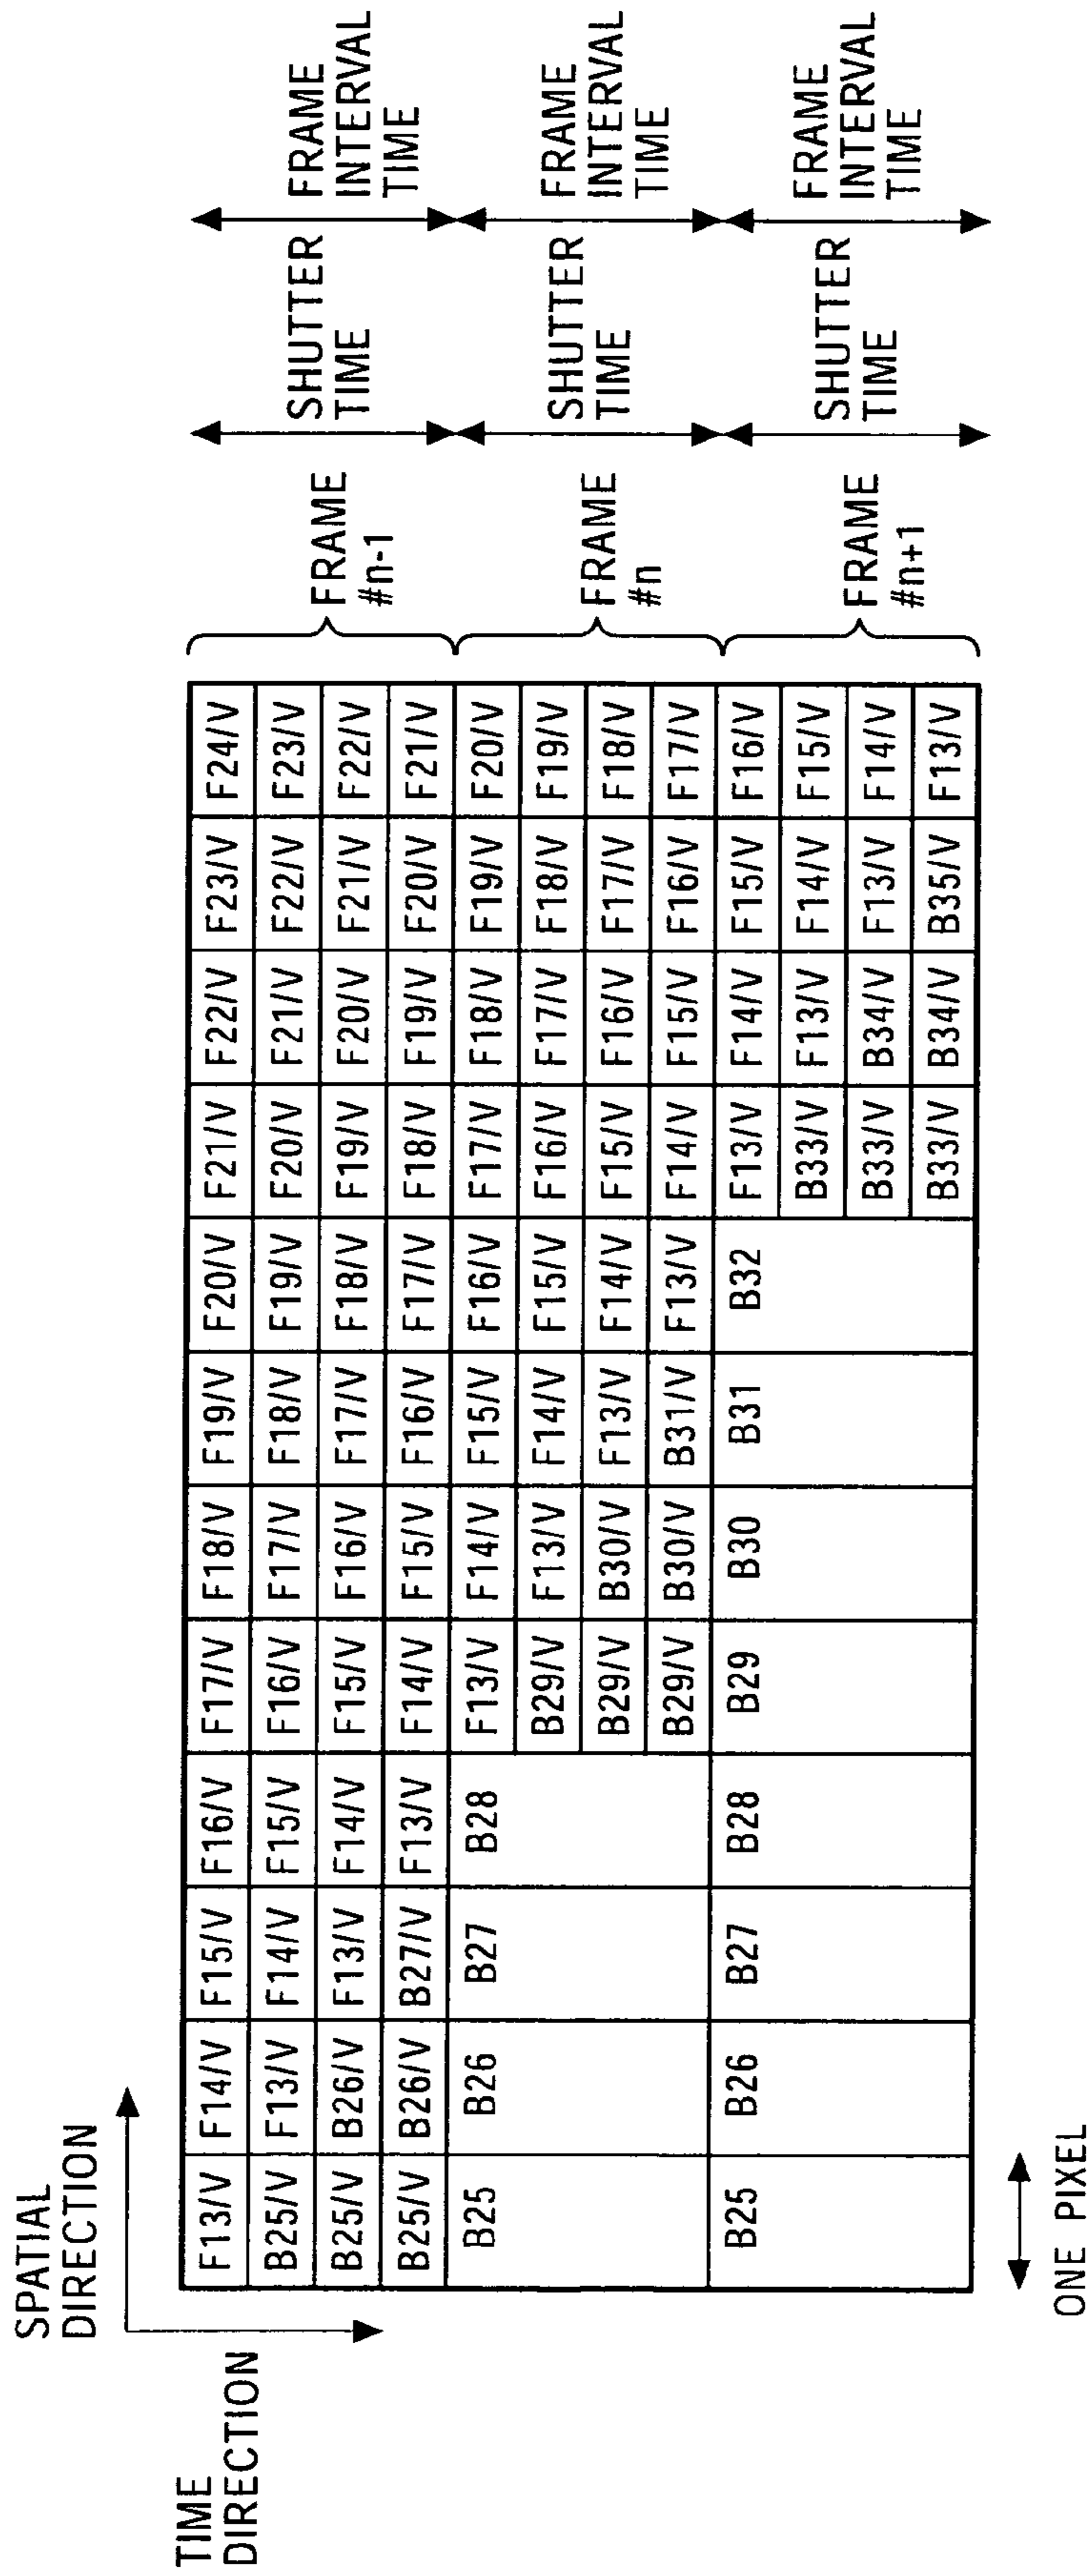 SPATIAL
DIRECTION
TIME
DIRECTION
F13/V F14/V F15/V F16/V F17/V F18/V F19/V F20/V F21/V F22/V F23/V F24/V
B25/V F13/V F14/V F15/V F16/V F17/V F18/V F19/V F20/V F21/V F22/V F23/V
B25/V B26/V F13/V F14/V F15/V F16/V F17/V F18/V F19/V F20/V F21/V F22/V
B25/V B26/V B27/V F13/V F14/V F15/V F16/V F17/V F18/V F19/V F20/V F21/V
B25 B26 B27 B28 F13/V F14/V F15/V F16/V F17/V F18/V F19/V F20/V
B29/V F13/V F14/V F15/V F16/V F17/V F18/V F19/V
B29/V B30/V F13/V F14/V F15/V F16/V F17/V F18/V
B29/V B30/V B31/V F13/V F14/V F15/V F16/V F17/V
B25 B26 B27 B28 B29 B30 B31 B32 F13/V F14/V F15/V F16/V
B33/V F13/V F14/V F15/V
B33/V B34/V F13/V F14/V
B33/V B34/V B35/V F13/V
FRAME
#n-1
SHUTTER
TIME
FRAME
INTERVAL
TIME
FRAME
#n
SHUTTER
TIME
FRAME
INTERVAL
TIME
FRAME
#n+1
SHUTTER
TIME
FRAME
INTERVAL
TIME
ONE PIXEL